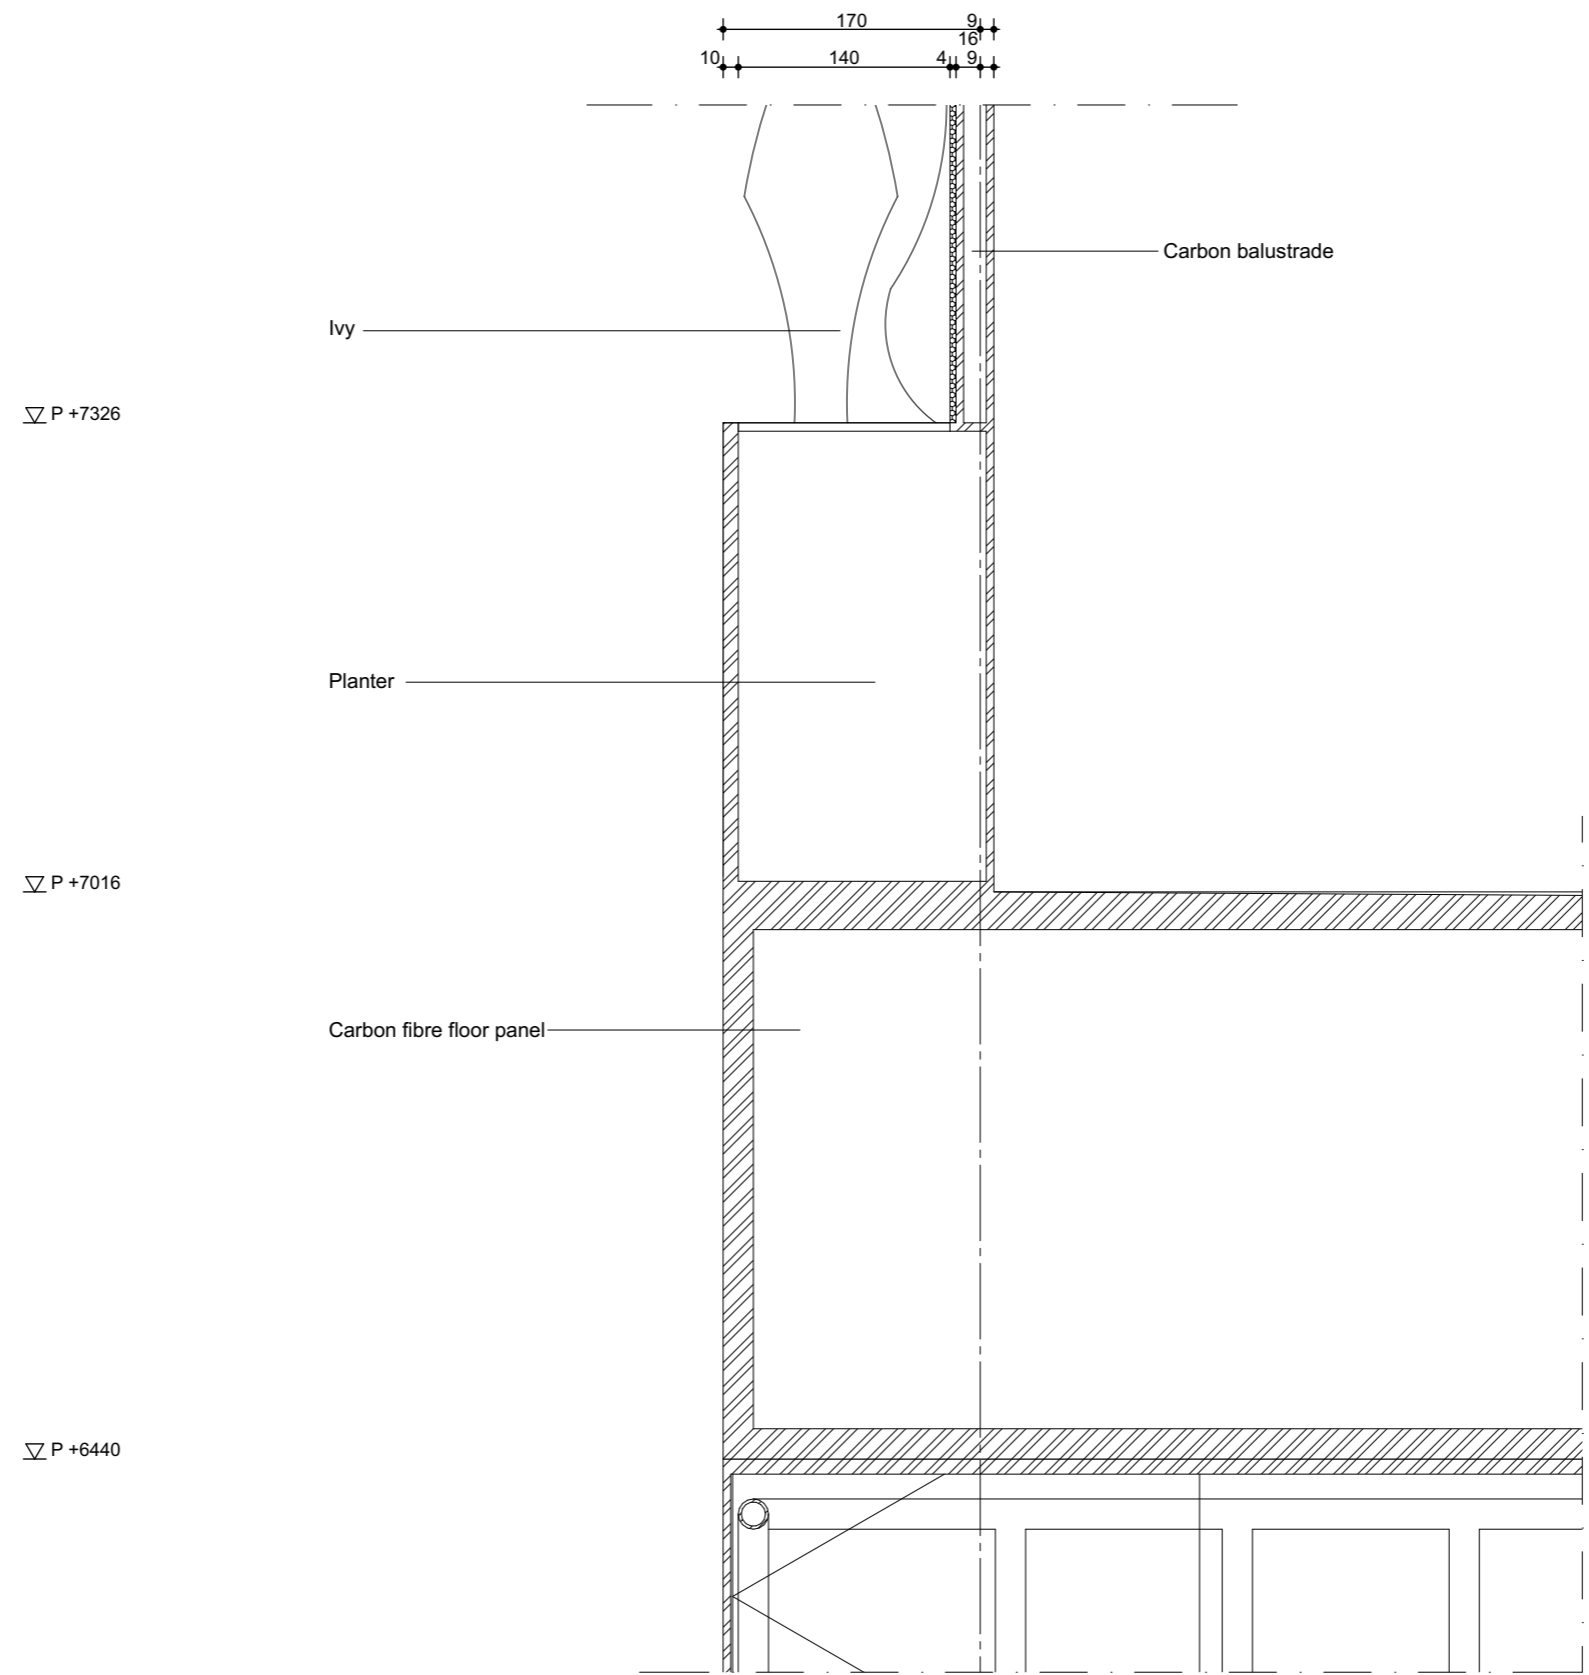 170 9
16
10 140 4 9
Carbon balustrade
Ivy
P +7326
Planter
P +7016
Carbon fibre floor panel
P +6440